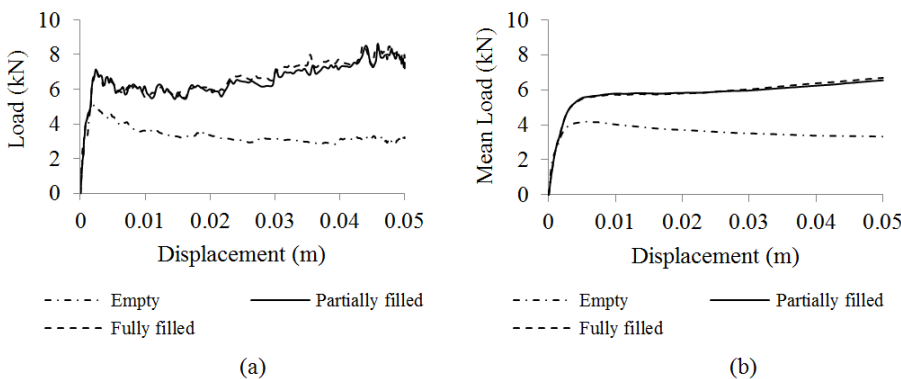 10
8
6
4
2
0
Load (kN)
0 0.01 0.02 0.03 0.04 0.05
Displacement (m)
Empty Partially filled
Fully filled
(a)
10
8
6
4
2
0
Mean Load (kN)
0 0.01 0.02 0.03 0.04 0.05
Displacement (m)
Empty Partially filled
Fully filled
(b)